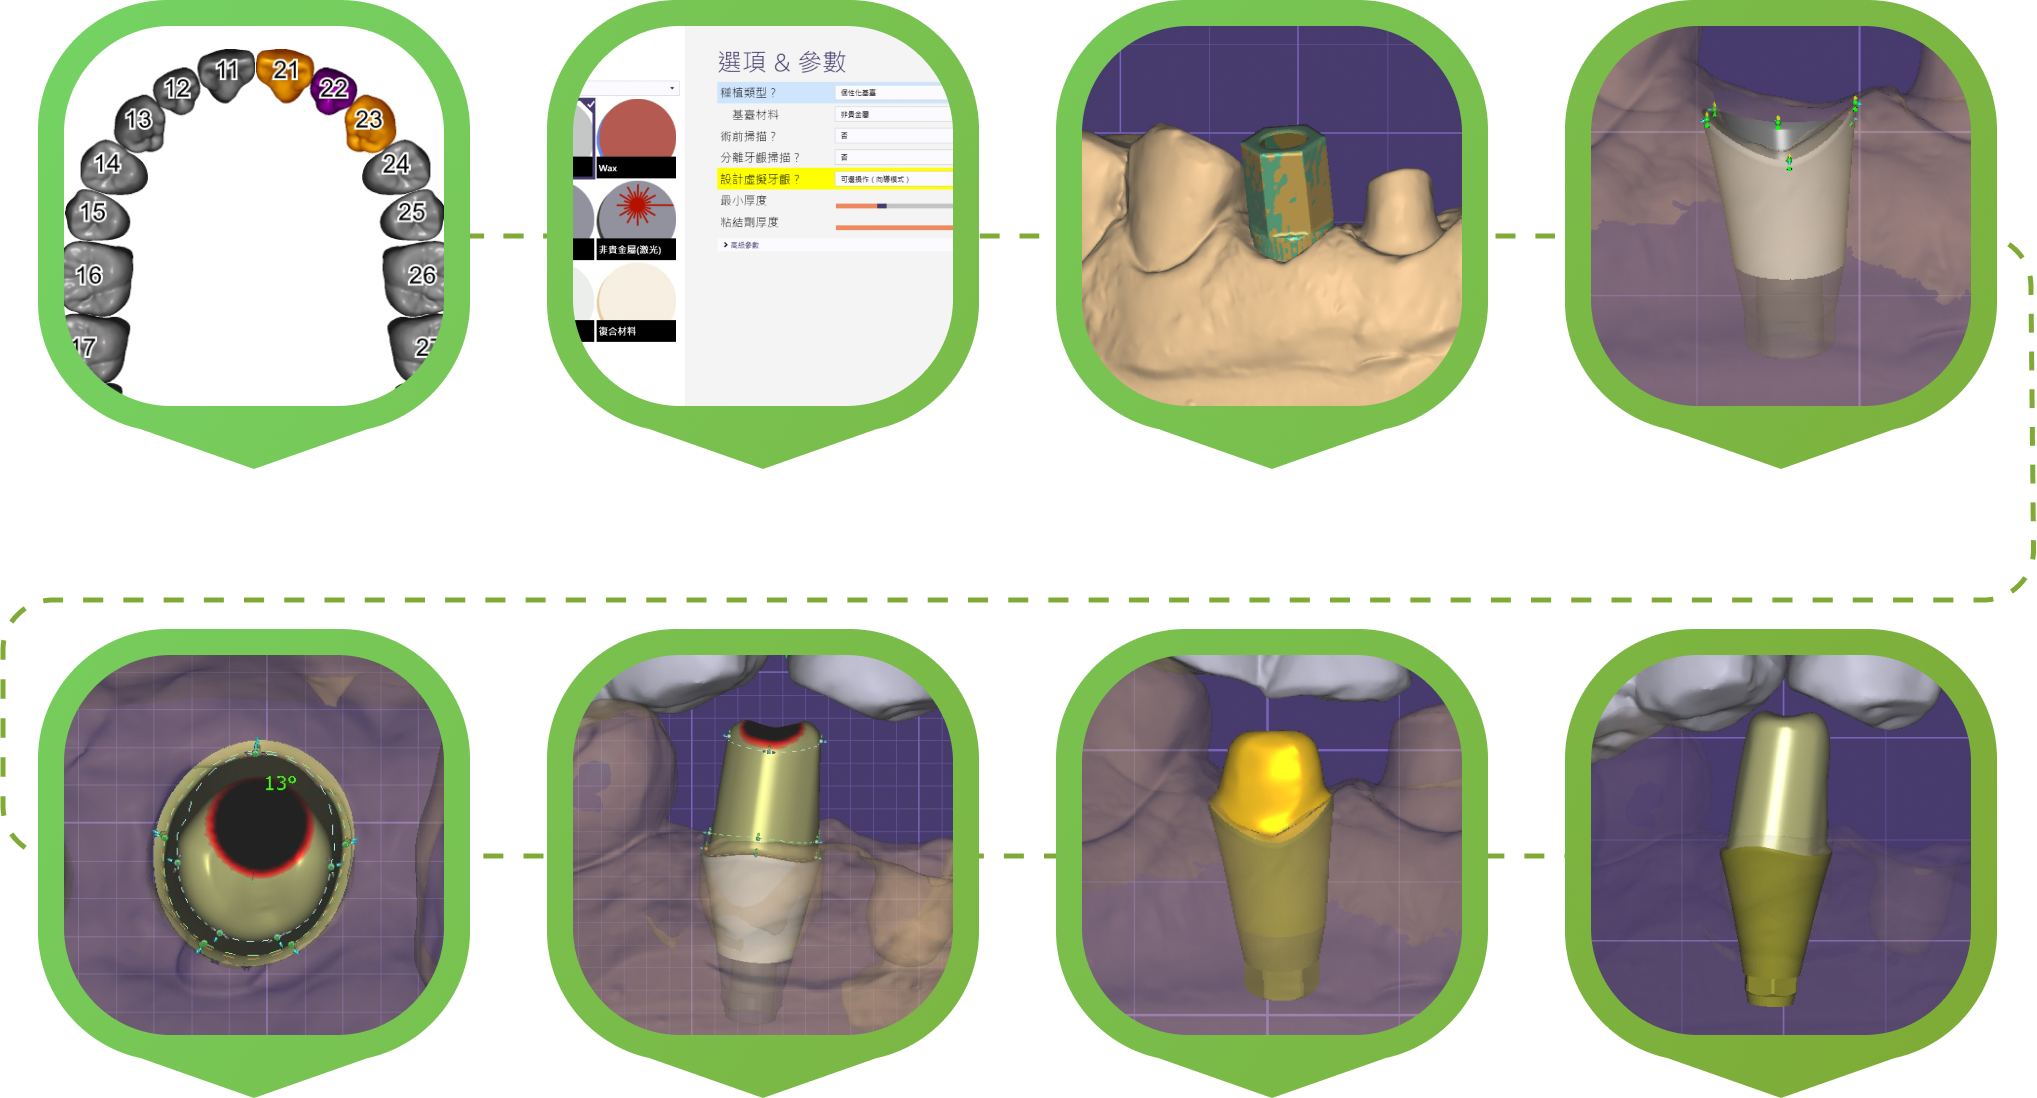 11
21
12
22
13
23
14
24
15
25
16
26
17
選項 & 參數
種植類型？ 個性化基臺
基臺材料 非貴金屬
術前掃描？ 否
分離牙齦掃描？ 否
設計虛擬牙齦？ 可選操作（向導模式）
最小厚度
粘結劑厚度
高級參數
Wax
非貴金屬(激光)
復合材料
13°